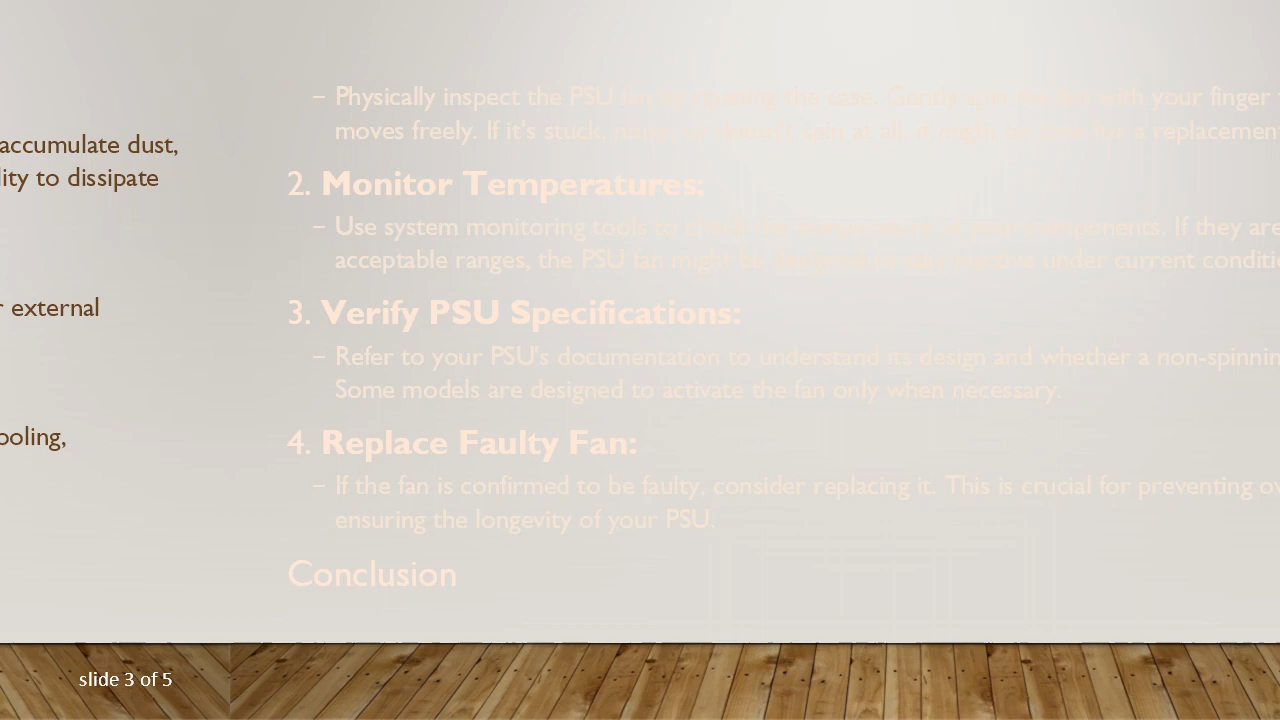 accumulate dust,
lity to dissipate
r external
ooling,
– Physically inspect the PSU fan by opening the case. Gently with your finger
moves freely. If it's stuck, noisy, or doesn't spin at all, it might be time for a replacement
2. Monitor Temperatures:
– Use system monitoring tools to check the temperature of your components. If they are
acceptable ranges, the PSU fan might be designed to stay inactive under current conditi
3. Verify PSU Specifications:
– Refer to your PSU's documentation to understand its design and whether a non-spinnin
Some models are designed to activate the fan only when necessary.
4. Replace Faulty Fan:
– If the fan is confirmed to be faulty, consider replacing it. This is crucial for preventing ov
ensuring the longevity of your PSU.
Conclusion
slide 3 of 5